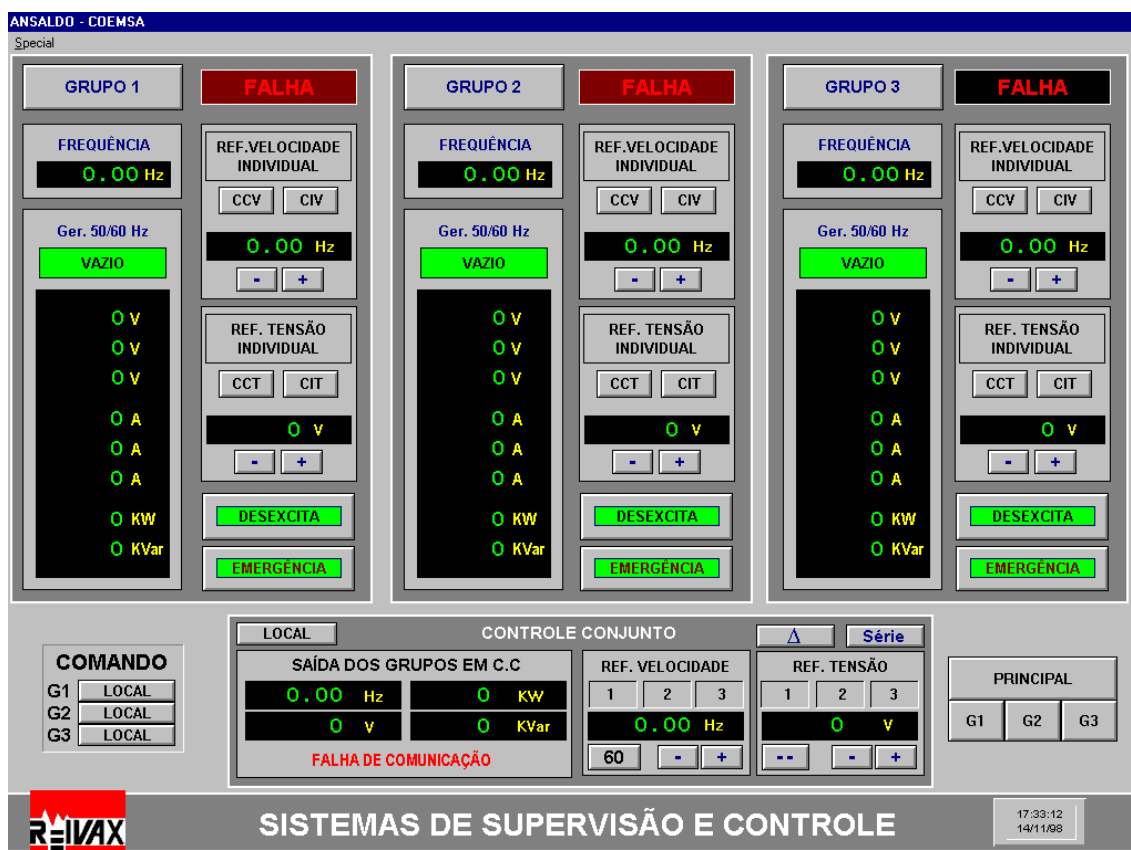 ANSALDO - COEMSA
Special
GRUPO 1
FALHA
FREQUÊNCIA
0.00 Hz
REF.VELOCIDADE
INDIVIDUAL
CCV CIV
0.00 Hz
- +
Ger. 50/60 Hz
VAZIO
0 V
0 V
0 V
0 A
0 A
0 A
0 KW
0 KVar
REF. TENSÃO
INDIVIDUAL
CCT CIT
0 V
- +
DESEXCITA
EMERGÊNCIA
GRUPO 2
FALHA
FREQUÊNCIA
0.00 Hz
REF.VELOCIDADE
INDIVIDUAL
CCV CIV
0.00 Hz
- +
Ger. 50/60 Hz
VAZIO
0 V
0 V
0 V
0 A
0 A
0 A
0 KW
0 KVar
REF. TENSÃO
INDIVIDUAL
CCT CIT
0 V
- +
DESEXCITA
EMERGÊNCIA
GRUPO 3
FALHA
FREQUÊNCIA
0.00 Hz
REF.VELOCIDADE
INDIVIDUAL
CCV CIV
0.00 Hz
- +
Ger. 50/60 Hz
VAZIO
0 V
0 V
0 V
0 A
0 A
0 A
0 KW
0 KVar
REF. TENSÃO
INDIVIDUAL
CCT CIT
0 V
- +
DESEXCITA
EMERGÊNCIA
COMANDO
G1 LOCAL
G2 LOCAL
G3 LOCAL
LOCAL CONTROLE CONJUNTO Δ Série
SAÍDA DOS GRUPOS EM C.C
0.00 Hz 0 KW
0 V 0 KVar
FALHA DE COMUNICAÇÃO
REF. VELOCIDADE
1 2 3
0.00 Hz
60 - +
REF. TENSÃO
1 2 3
0 V
-- - +
PRINCIPAL
G1 G2 G3
REIVAX
SISTEMAS DE SUPERVISÃO E CONTROLE
17:33:12
14/11/98